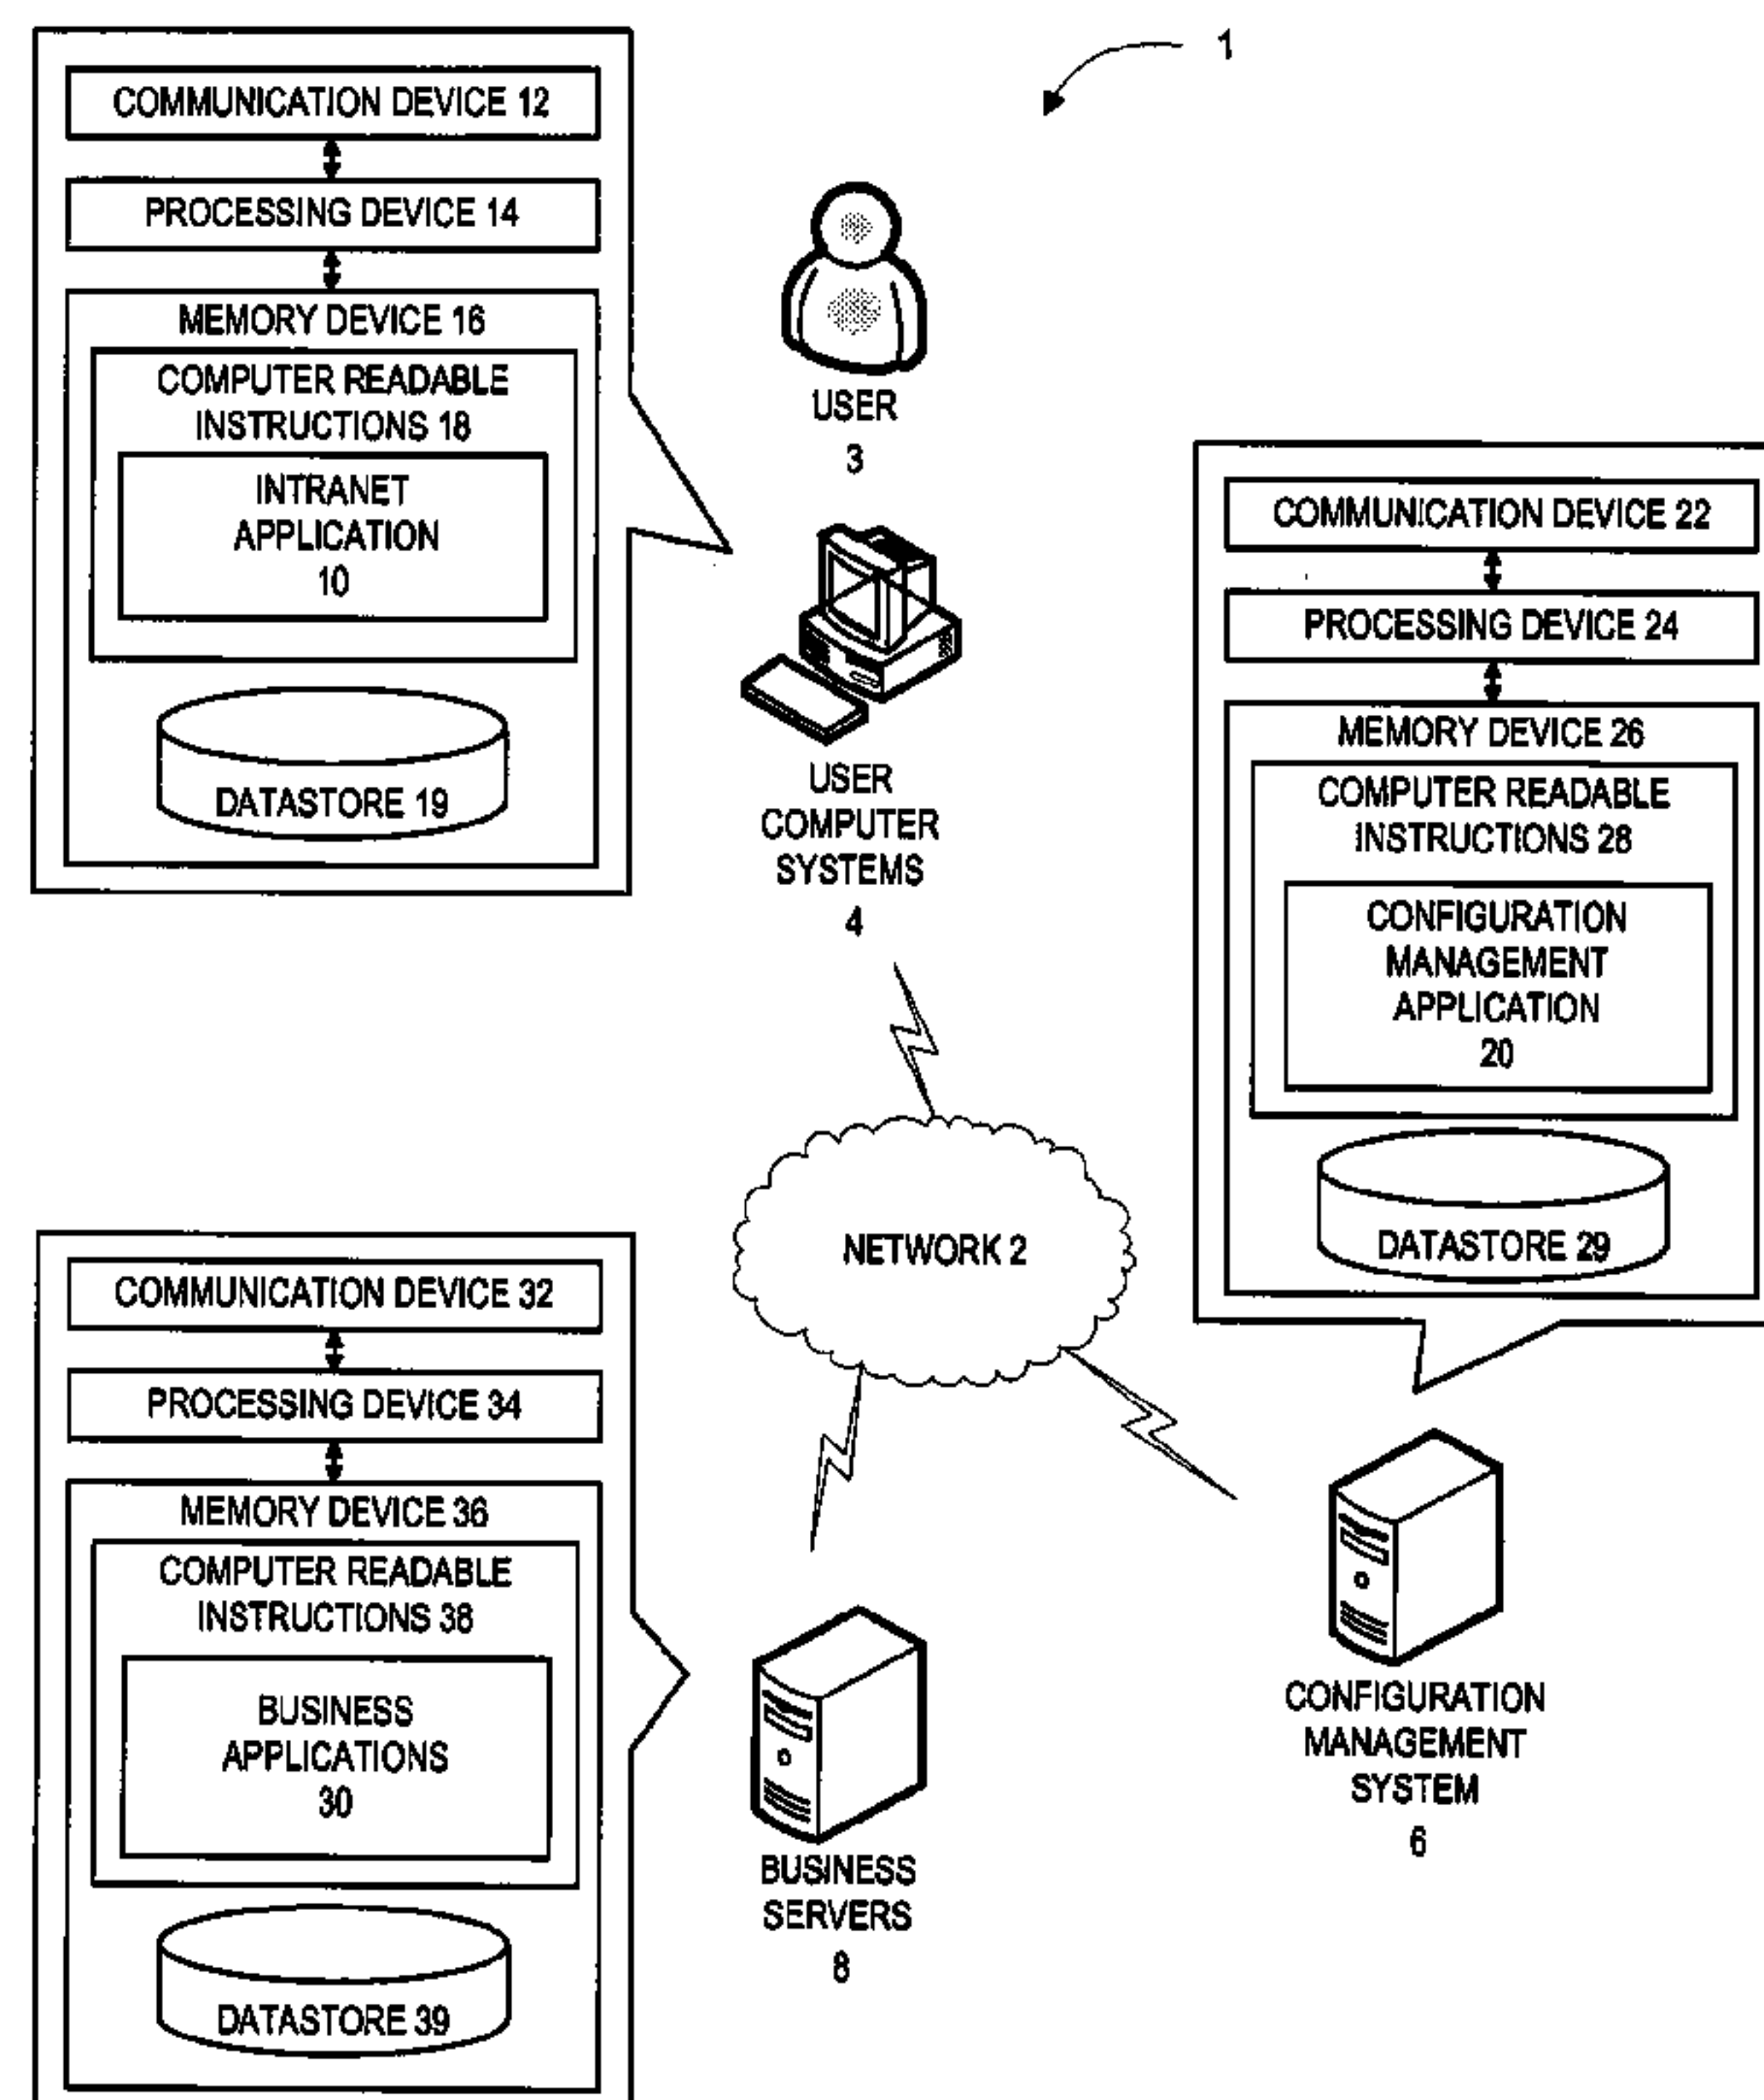 1
COMMUNICATION DEVICE 12
PROCESSING DEVICE 14
MEMORY DEVICE 16
COMPUTER READABLE
INSTRUCTIONS 18
INTRANET
APPLICATION
10
DATASTORE 19
USER
3
USER
COMPUTER
SYSTEMS
4
COMMUNICATION DEVICE 22
PROCESSING DEVICE 24
MEMORY DEVICE 26
COMPUTER READABLE
INSTRUCTIONS 28
CONFIGURATION
MANAGEMENT
APPLICATION
20
DATASTORE 29
NETWORK 2
COMMUNICATION DEVICE 32
PROCESSING DEVICE 34
MEMORY DEVICE 36
COMPUTER READABLE
INSTRUCTIONS 38
BUSINESS
APPLICATIONS
30
DATASTORE 39
BUSINESS
SERVERS
8
CONFIGURATION
MANAGEMENT
SYSTEM
6